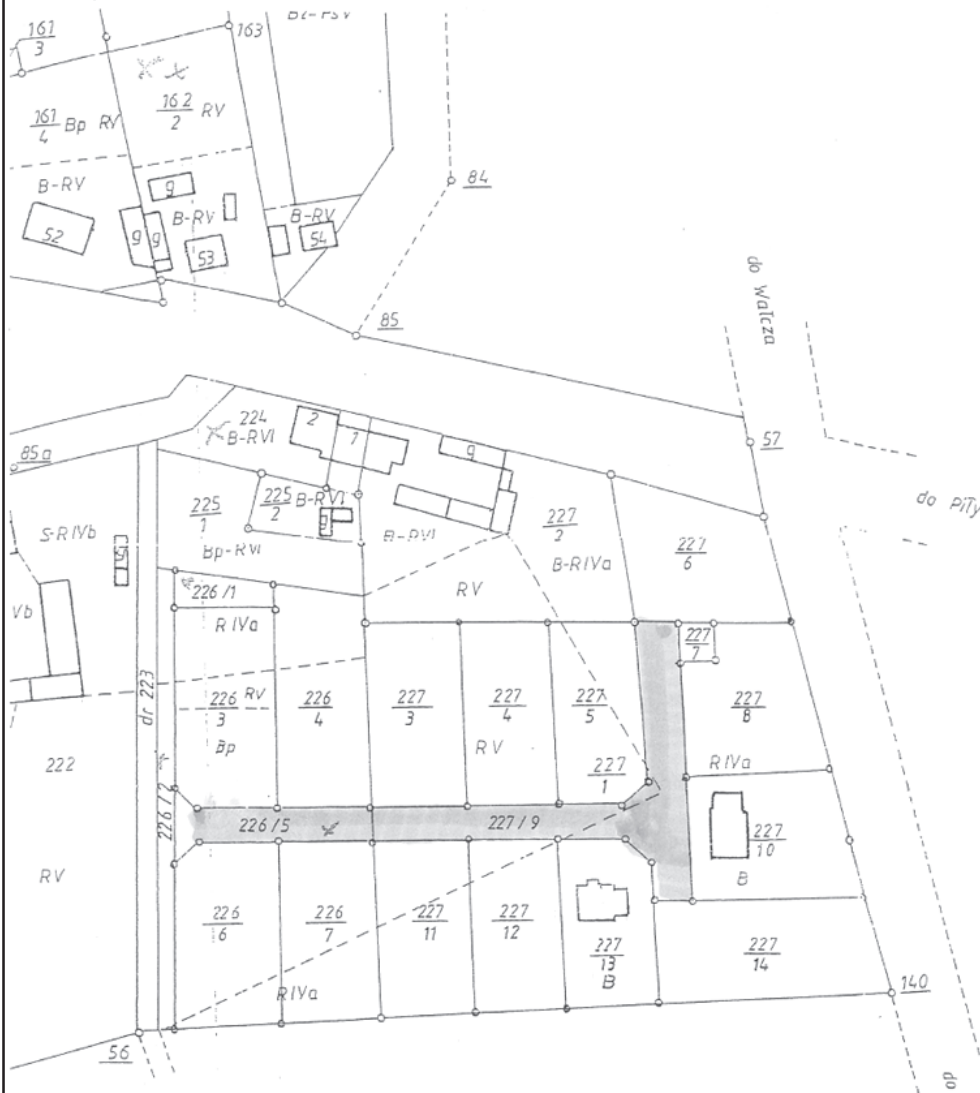 Bz-PSV
161
3
163
162
2
RV
161
4
Bp RV
B-RV
g
B-RV
B-RV
52
g
g
53
54
84
85
do Wałcza
57
do Piły
85a
224
B-RVI
2
1
g
225
1
225
2
B-RVI
g
Bp-RVI
B-RVI
227
2
B-RIVa
227
6
S-RIVb
g
Vb
226/1
RIVa
RV
227
7
dr 223
226
3
RV
Bp
226
4
227
3
227
4
RV
227
5
227
1
227
8
RIVa
222
226/2
226/5
227/9
227
10
B
RV
226
6
226
7
227
11
227
12
227
13
B
227
14
RIVa
140
56